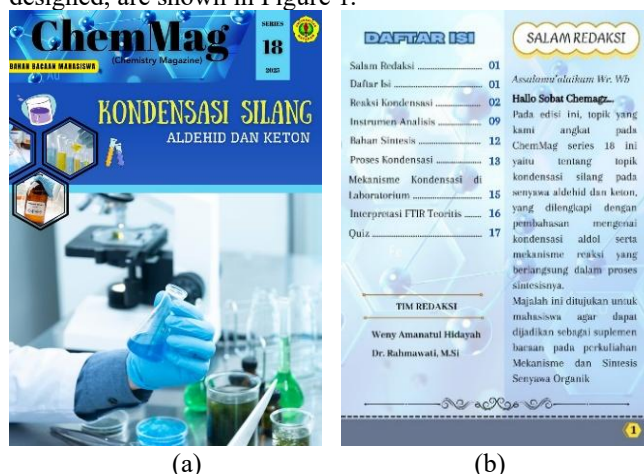 designed, are shown in Figure 1.
ChemMag
(Chemistry Magazine)
BAHAN BACAAN MAHASISWA
SERIES
18
2025
KONDENSASI SILANG
ALDEHID DAN KETON
(a)
DAFTAR ISI
Salam Redaksi 01
Daftar Isi 01
Reaksi Kondensasi 02
Instrumen Analisis 09
Bahan Sintesis 12
Proses Kondensasi 13
Mekanisme Kondensasi di
Laboratorium 15
Interpretasi FTIR Teoritis 16
Quiz 17
TIM REDAKSI
Weny Amanatul Hidayah
Dr. Rahmawati, M.Si
SALAM REDAKSI
Assalamu'alaikum Wr. Wb
Hallo Sobat Chemagz...
Pada edisi ini, topik yang
kami angkat pada
ChemMag series 18 ini
yaitu tentang topik
kondensasi silang pada
senyawa aldehid dan keton,
yang dilengkapi dengan
pembahasan mengenai
kondensasi aldol serta
mekanisme reaksi yang
berlangsung dalam proses
sintesisnya.
Majalah ini ditujukan untuk
mahasiswa agar dapat
dijadikan sebagai suplemen
bacaan pada perkuliahan
Mekanisme dan Sintesis
Senyawa Organik
1
(b)